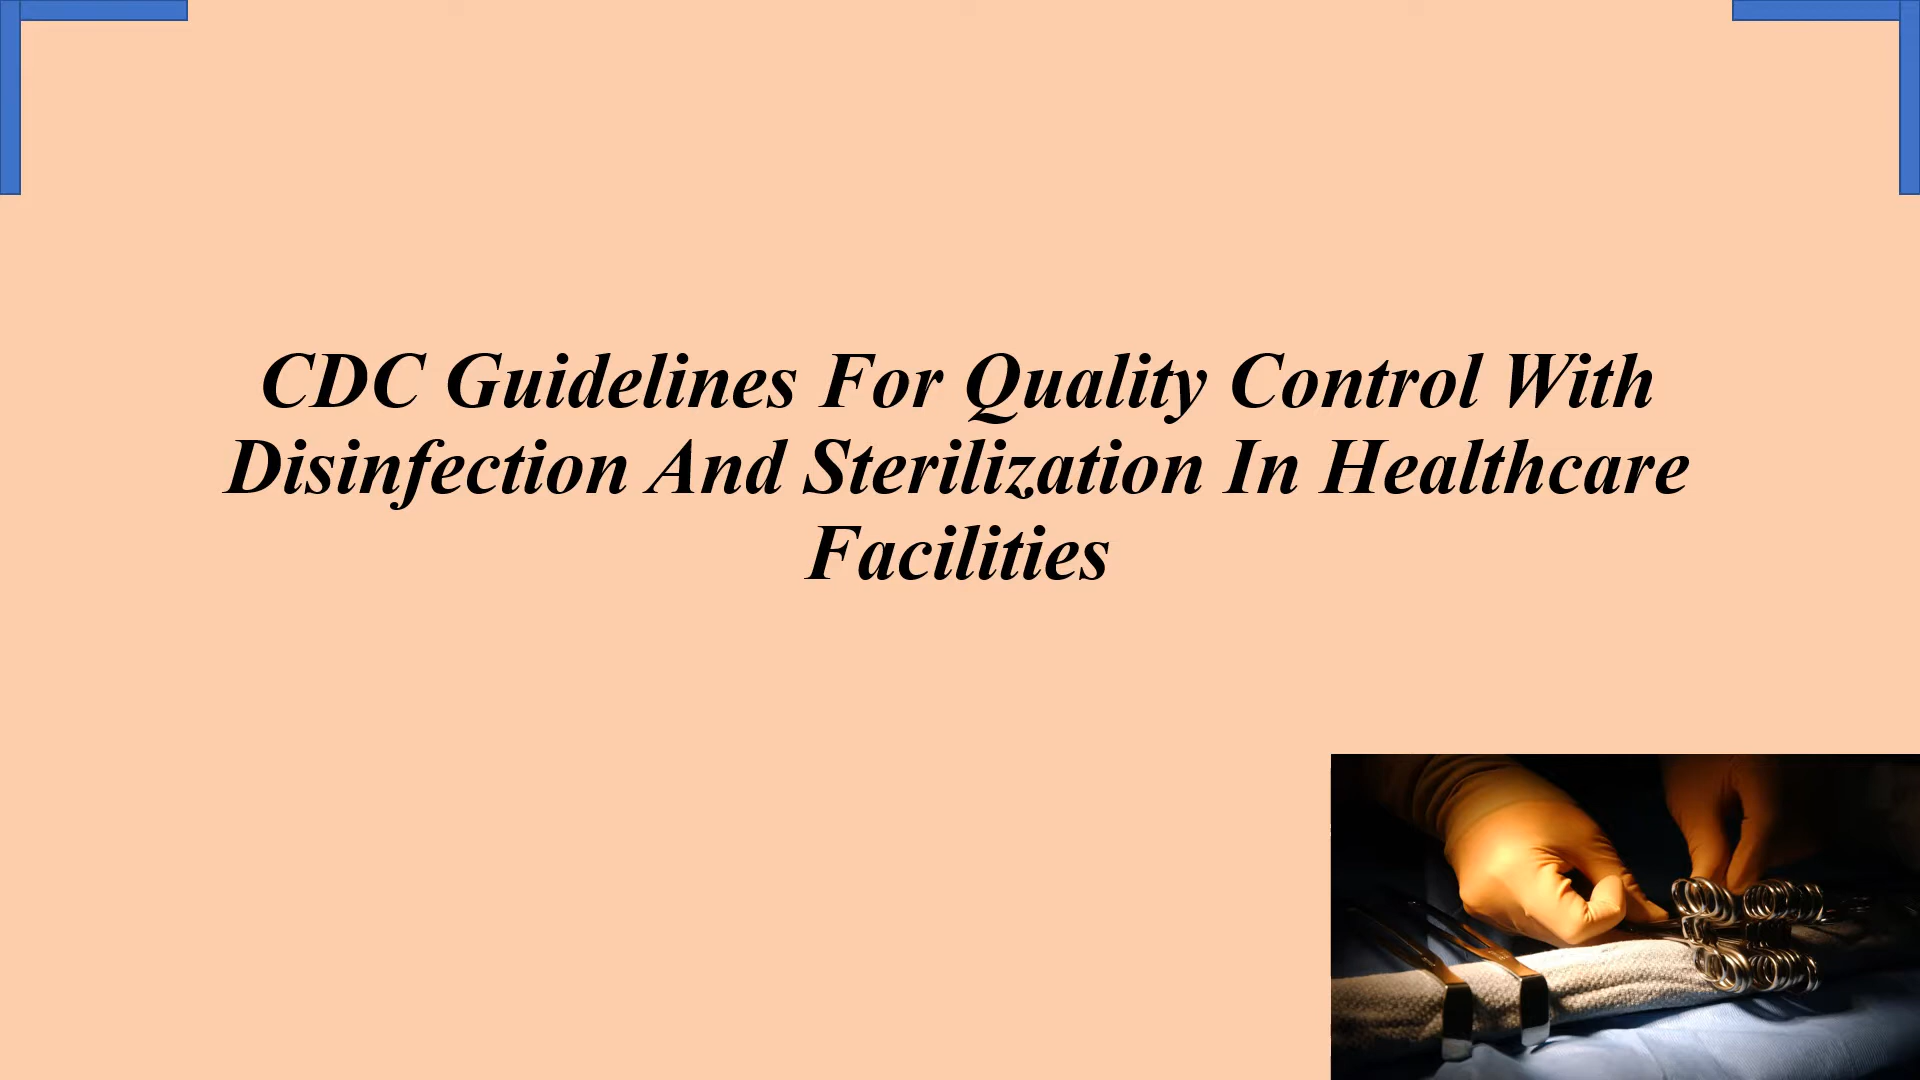 CDC Guidelines For Quality Control With
Disinfection And Sterilization In Healthcare
Facilities